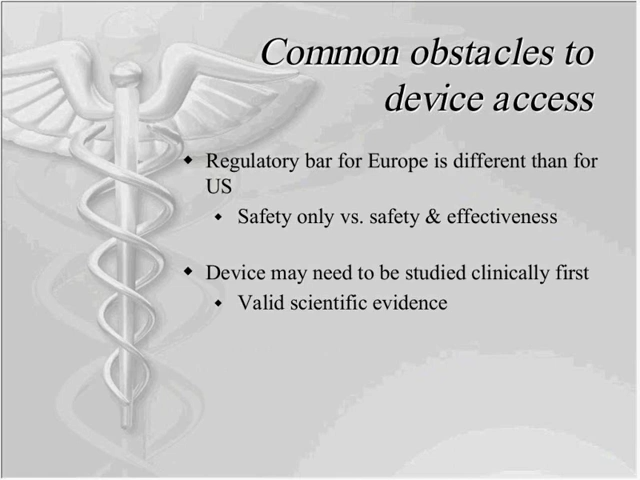 Common obstacles to
device access
◆ Regulatory bar for Europe is different than for
US
◆ Safety only vs. safety & effectiveness
◆ Device may need to be studied clinically first
◆ Valid scientific evidence